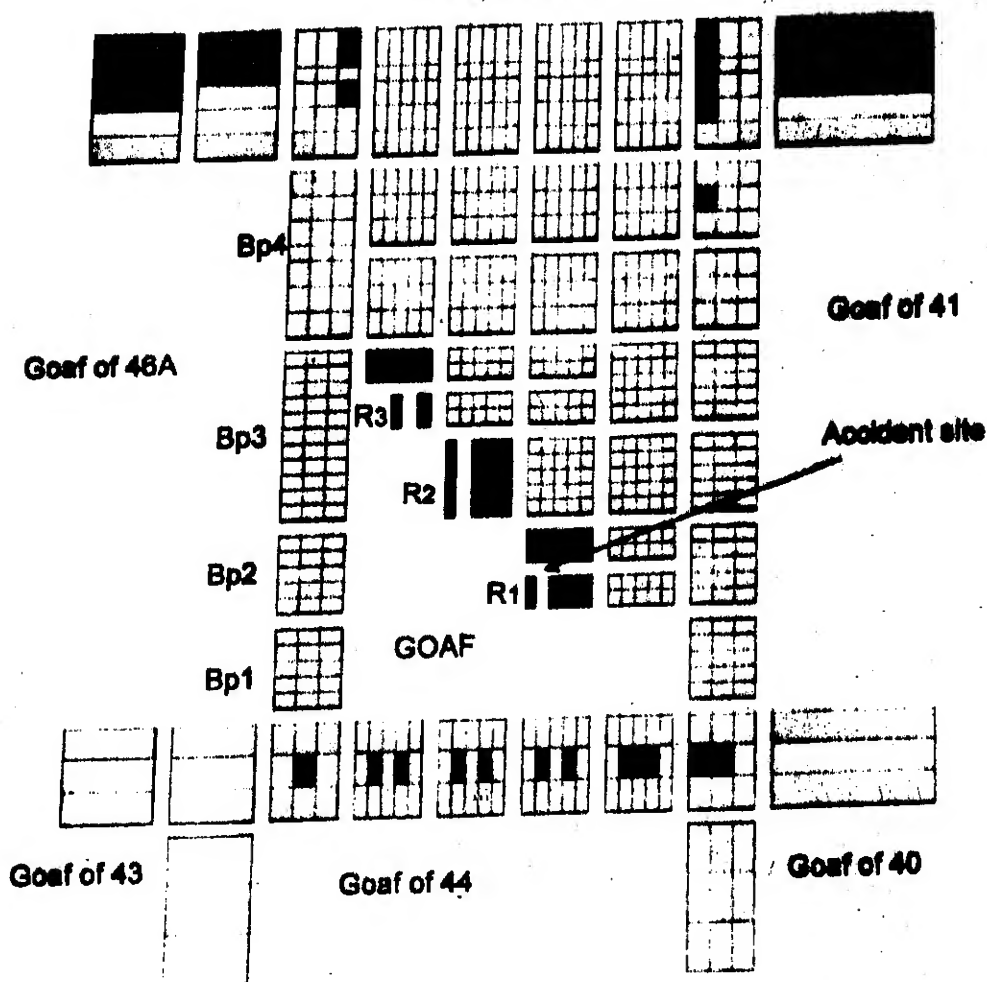 Bp4
Goaf of 41
Goaf of 46A
R3
Bp3
Accident site
R2
Bp2
R1
GOAF
Bp1
Goaf of 43
Goaf of 44
Goaf of 40